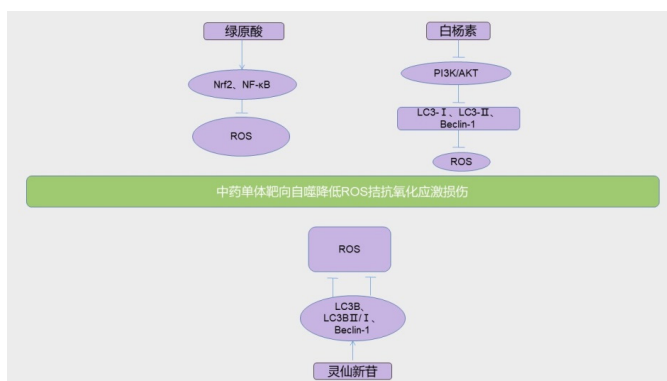 绿原酸
白杨素
Nrf2、NF-κB
PI3K/AKT
LC3-Ⅰ、LC3-Ⅱ、
Beclin-1
ROS
ROS
中药单体靶向自噬降低ROS拮抗氧化应激损伤
ROS
LC3B、
LC3BⅡ/Ⅰ、
Beclin-1
灵仙新苷